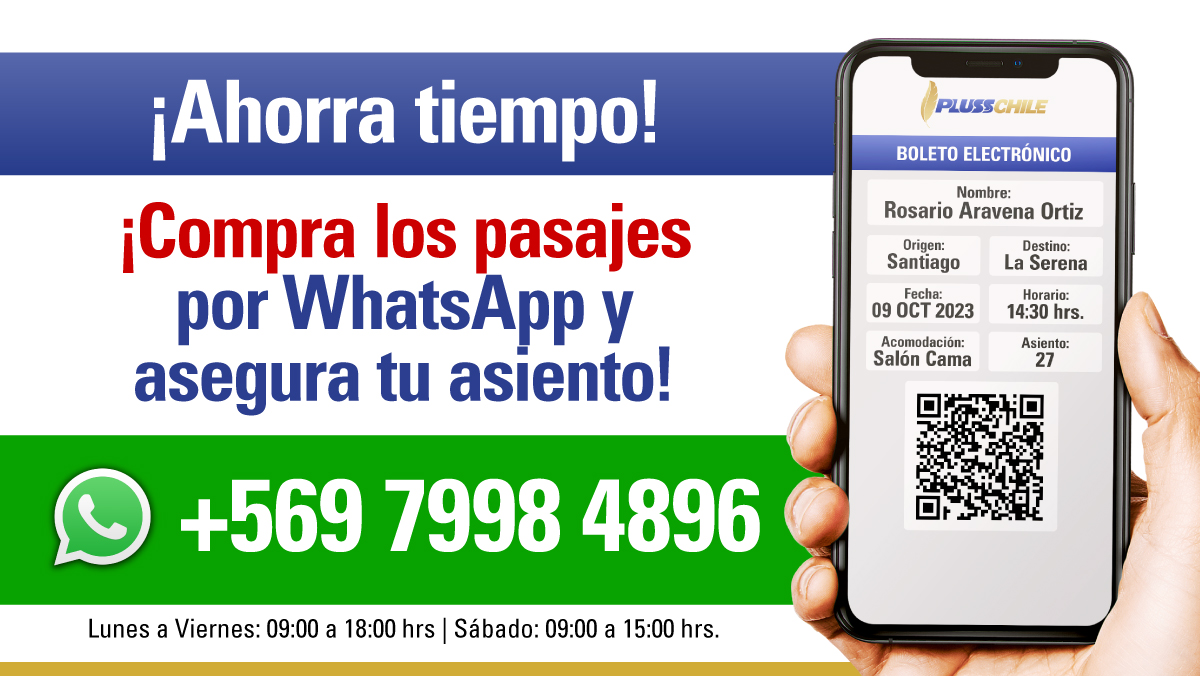 ¡Ahorra tiempo!
¡Compra los pasajes
por WhatsApp y
asegura tu asiento!
+569 7998 4896
Lunes a Viernes: 09:00 a 18:00 hrs | Sábado: 09:00 a 15:00 hrs.
PLUSSCHILE
BOLETO ELECTRÓNICO
Nombre:
Rosario Aravena Ortiz
Origen:
Santiago
Destino:
La Serena
Fecha:
09 OCT 2023
Horario:
14:30 hrs.
Acomodación:
Salón Cama
Asiento:
27